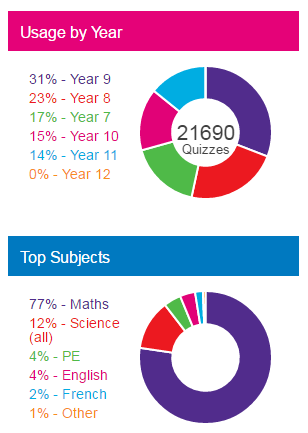 Usage by Year
31% - Year 9
23% - Year 8
17% - Year 7
15% - Year 10
14% - Year 11
0% - Year 12
21690
Quizzes
Top Subjects
77% - Maths
12% - Science
(all)
4% - PE
4% - English
2% - French
1% - Other